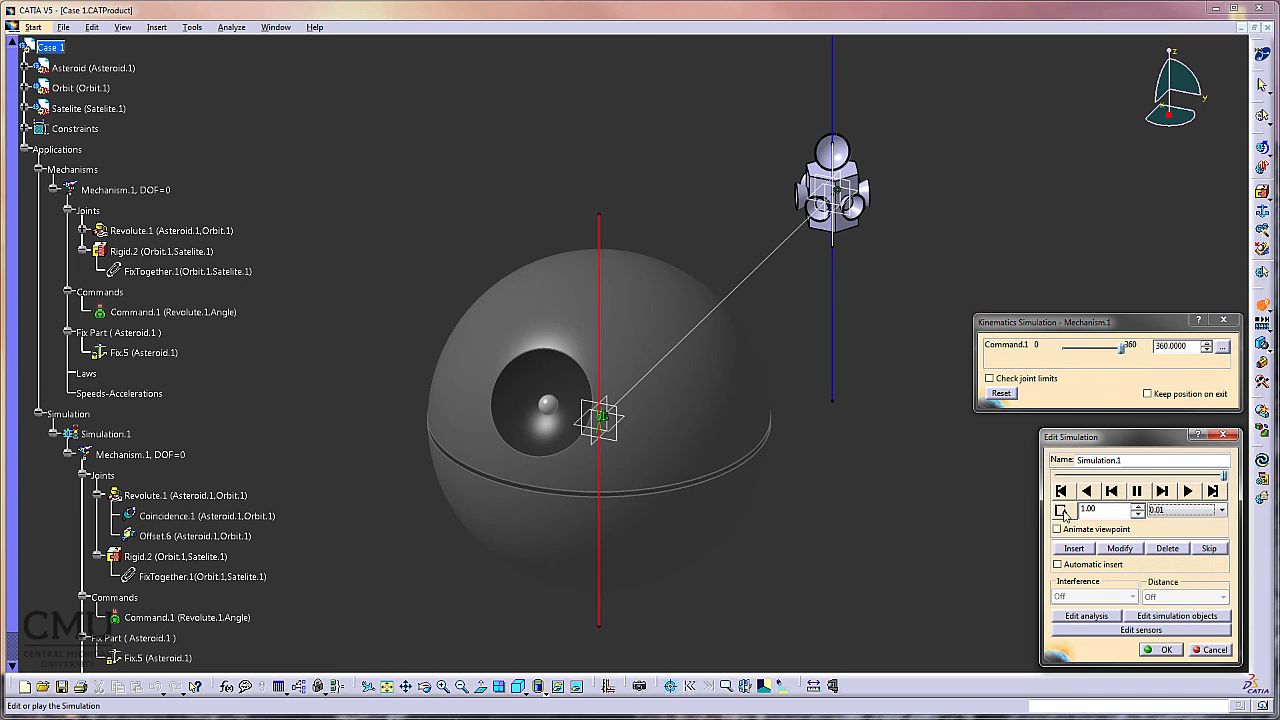 CATIA V5 - [Case 1.CATProduct]
Start File Edit View Insert Tools Analyze Window Help
Case 1
Asteroid (Asteroid.1)
Orbit (Orbit.1)
Satelite (Satelite.1)
Constraints
Applications
Mechanisms
Mechanism.1, DOF=0
Joints
Revolute.1 (Asteroid.1,Orbit.1)
Rigid.2 (Orbit.1,Satelite.1)
FixTogether.1(Orbit.1,Satelite.1)
Commands
Command.1 (Revolute.1,Angle)
Fix Part ( Asteroid.1 )
Fix.5 (Asteroid.1)
Laws
Speeds-Accelerations
Simulation
Simulation.1
Mechanism.1, DOF=0
Joints
Revolute.1 (Asteroid.1,Orbit.1)
Coincidence.1 (Asteroid.1,Orbit.1)
Offset.6 (Asteroid.1,Orbit.1)
Rigid.2 (Orbit.1,Satelite.1)
FixTogether.1(Orbit.1,Satelite.1)
Commands
Command.1 (Revolute.1,Angle)
Fix Part ( Asteroid.1 )
Fix.5 (Asteroid.1)
CMU
CENTRAL MICHIGAN
UNIVERSITY
z
y
x
Kinematics Simulation - Mechanism.1
Command.1 0 360 360.0000 ...
Check joint limits
Reset Keep position on exit
Edit Simulation
Name: Simulation.1
1.00 0.01
Animate viewpoint
Insert Modify Delete Skip
Automatic insert
Interference Distance
Off Off
Edit analysis Edit simulation objects
Edit sensors
OK Cancel
CATIA
Edit or play the Simulation